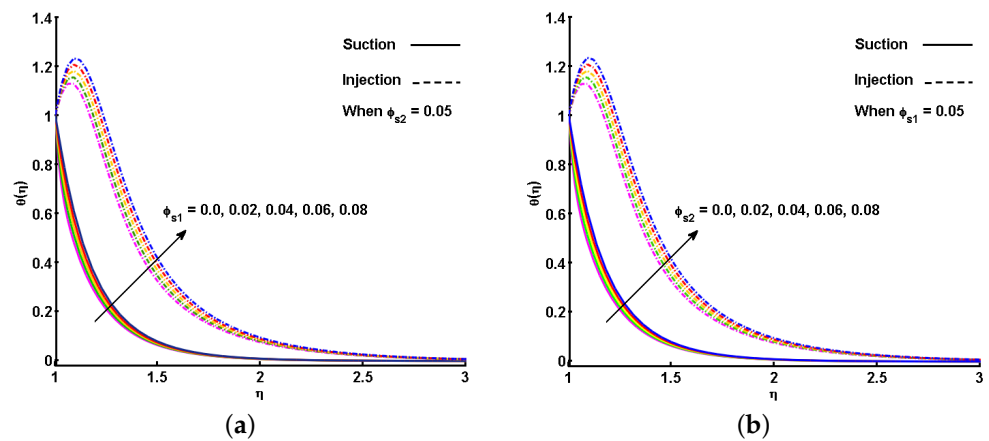 1.4
1.2
1
0.8
0.6
0.4
0.2
0
θ(η)
1
1.5
2
2.5
3
η
Suction
Injection
When ϕs2 = 0.05
ϕs1 = 0.0, 0.02, 0.04, 0.06, 0.08
(a)
1.4
1.2
1
0.8
0.6
0.4
0.2
0
θ(η)
1
1.5
2
2.5
3
η
Suction
Injection
When ϕs1 = 0.05
ϕs2 = 0.0, 0.02, 0.04, 0.06, 0.08
(b)